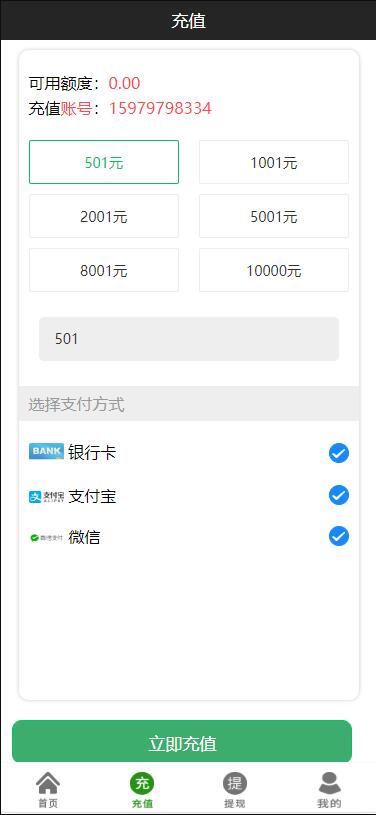 充值
可用额度：0.00
充值账号：15979798334
501元
1001元
2001元
5001元
8001元
10000元
501
选择支付方式
BANK 银行卡
支付宝 ALIPAY 支付宝
微信支付 微信
立即充值
充
提
首页
充值
提现
我的